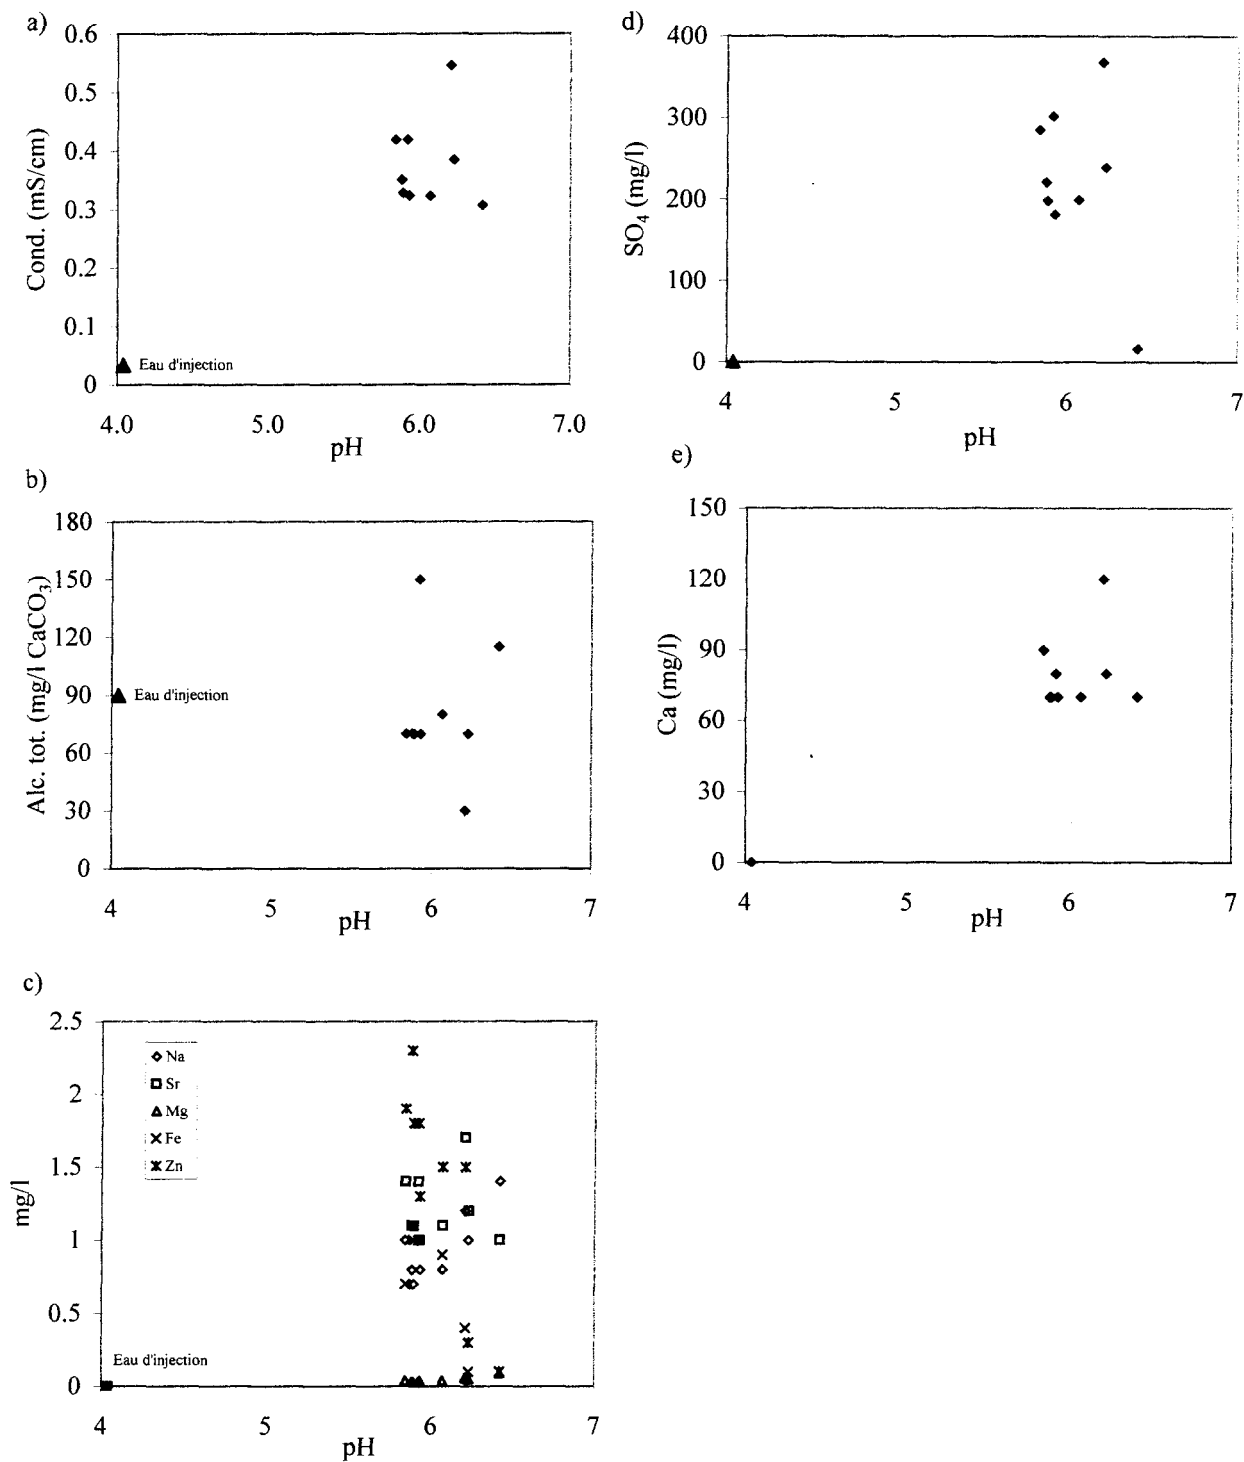 a)
0.6
0.5
0.4
0.3
0.2
0.1
0
Cond. (mS/cm)
Eau d'injection
4.0 5.0 6.0 7.0
pH
d)
400
300
200
100
0
SO4 (mg/l)
4 5 6 7
pH
b)
180
150
120
90
60
30
0
Alc. tot. (mg/l CaCO3)
Eau d'injection
4 5 6 7
pH
e)
150
120
90
60
30
0
Ca (mg/l)
4 5 6 7
pH
c)
2.5
2
1.5
1
0.5
0
mg/l
Na
Sr
Mg
Fe
Zn
Eau d'injection
4 5 6 7
pH